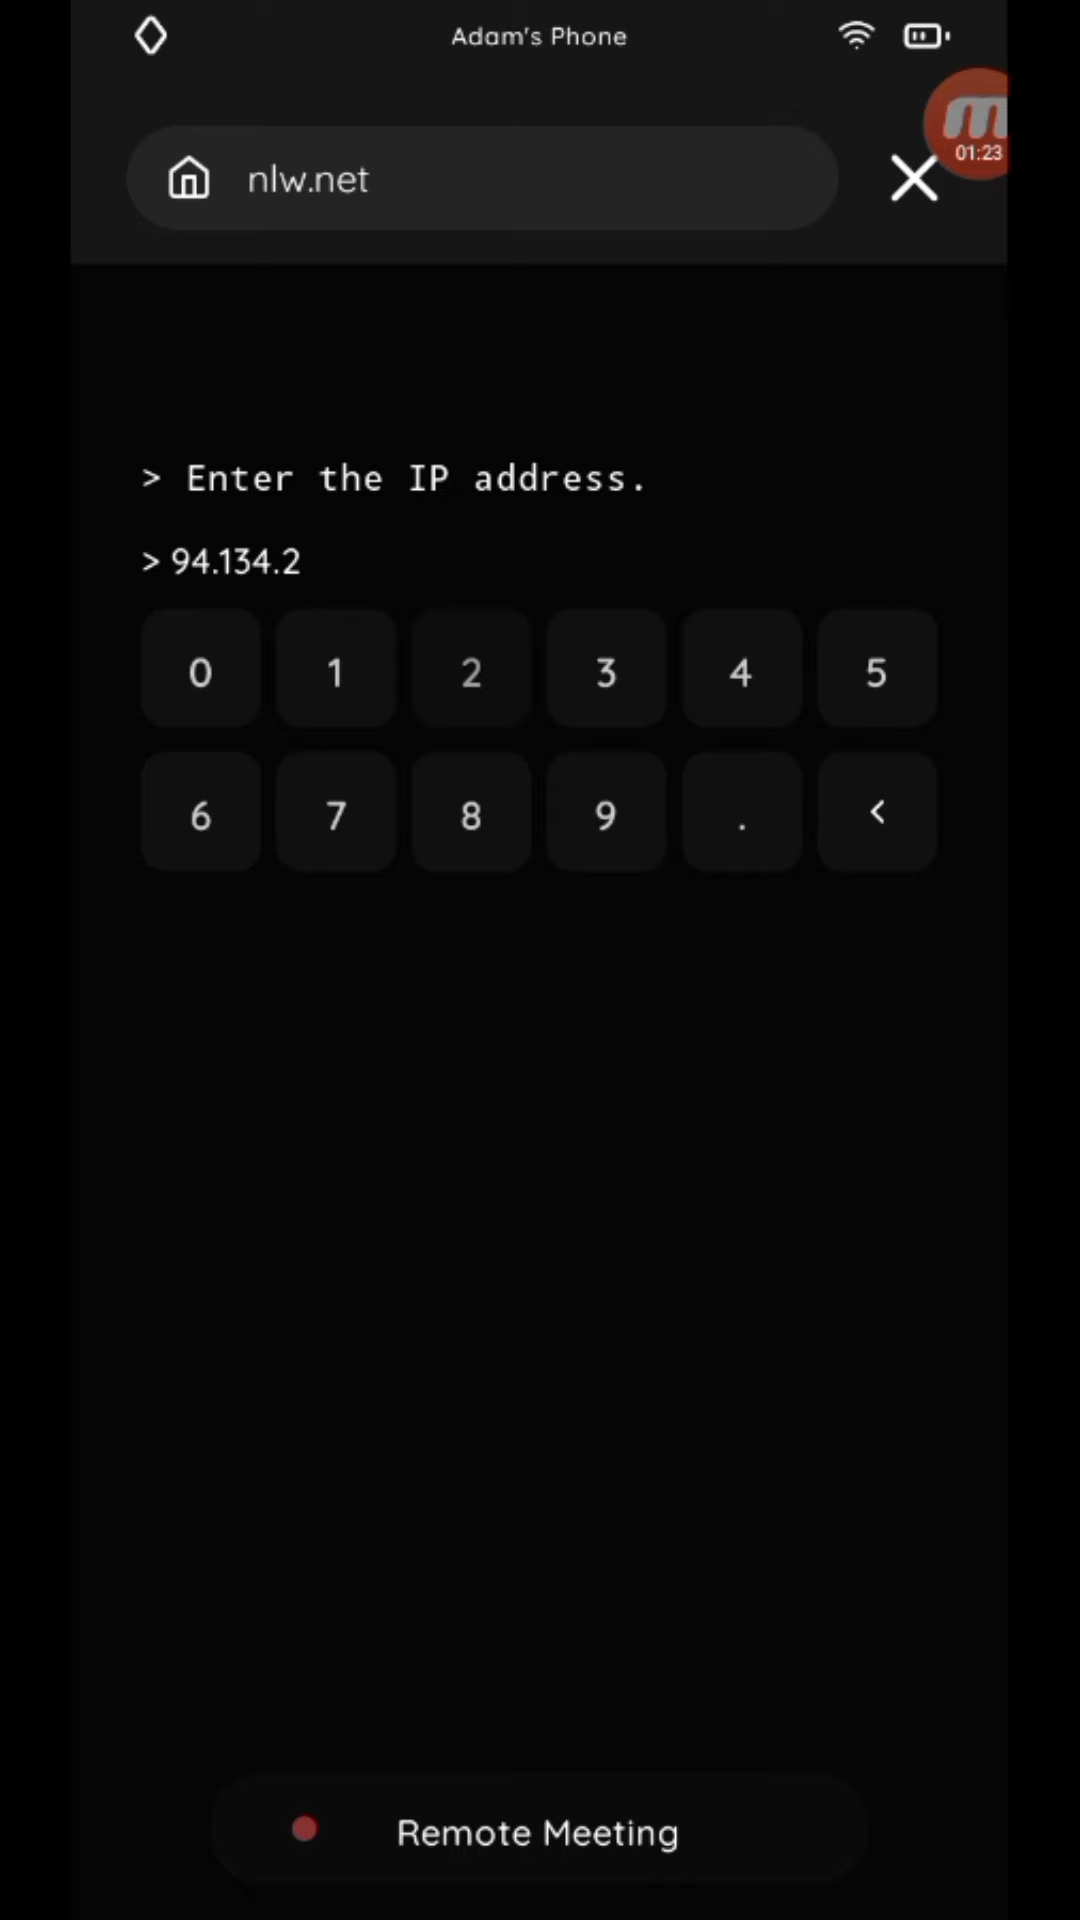 Adam's Phone
m
01:23
nlw.net
> Enter the IP address.
> 94.134.2
0 1 2 3 4 5
6 7 8 9 . <
Remote Meeting